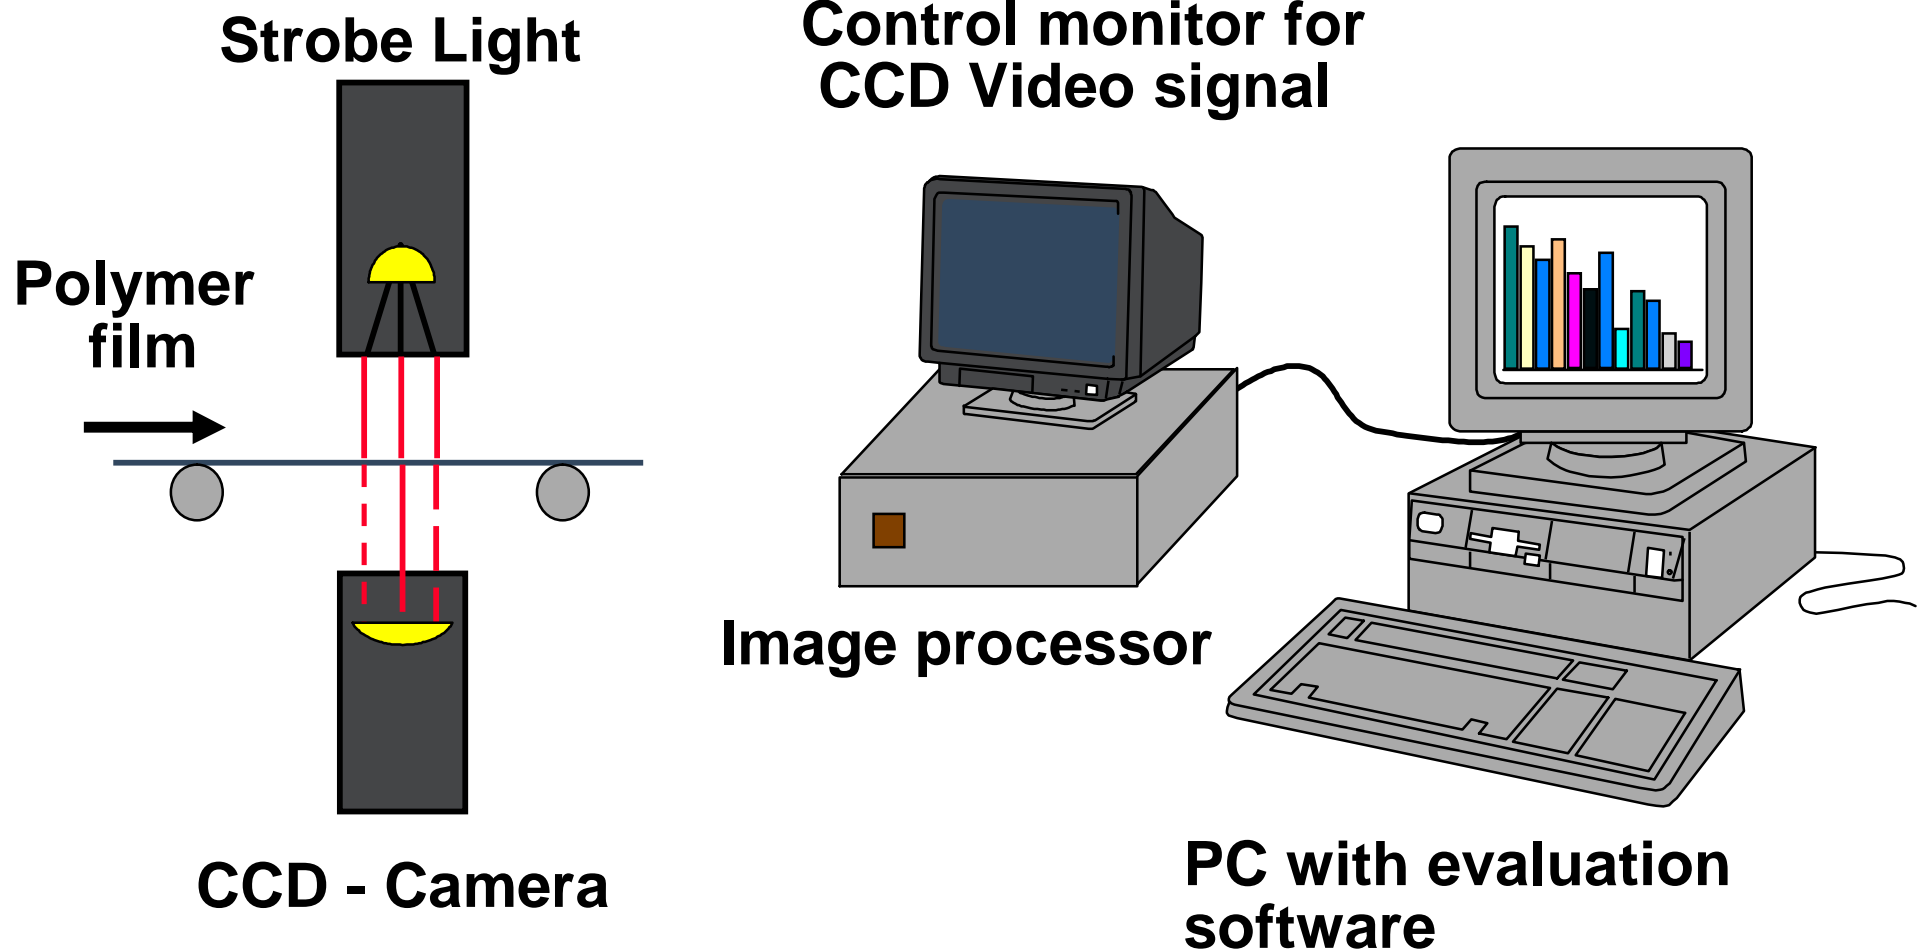 Strobe Light
Control monitor for
CCD Video signal
Polymer
film
Image processor
CCD - Camera
PC with evaluation
software